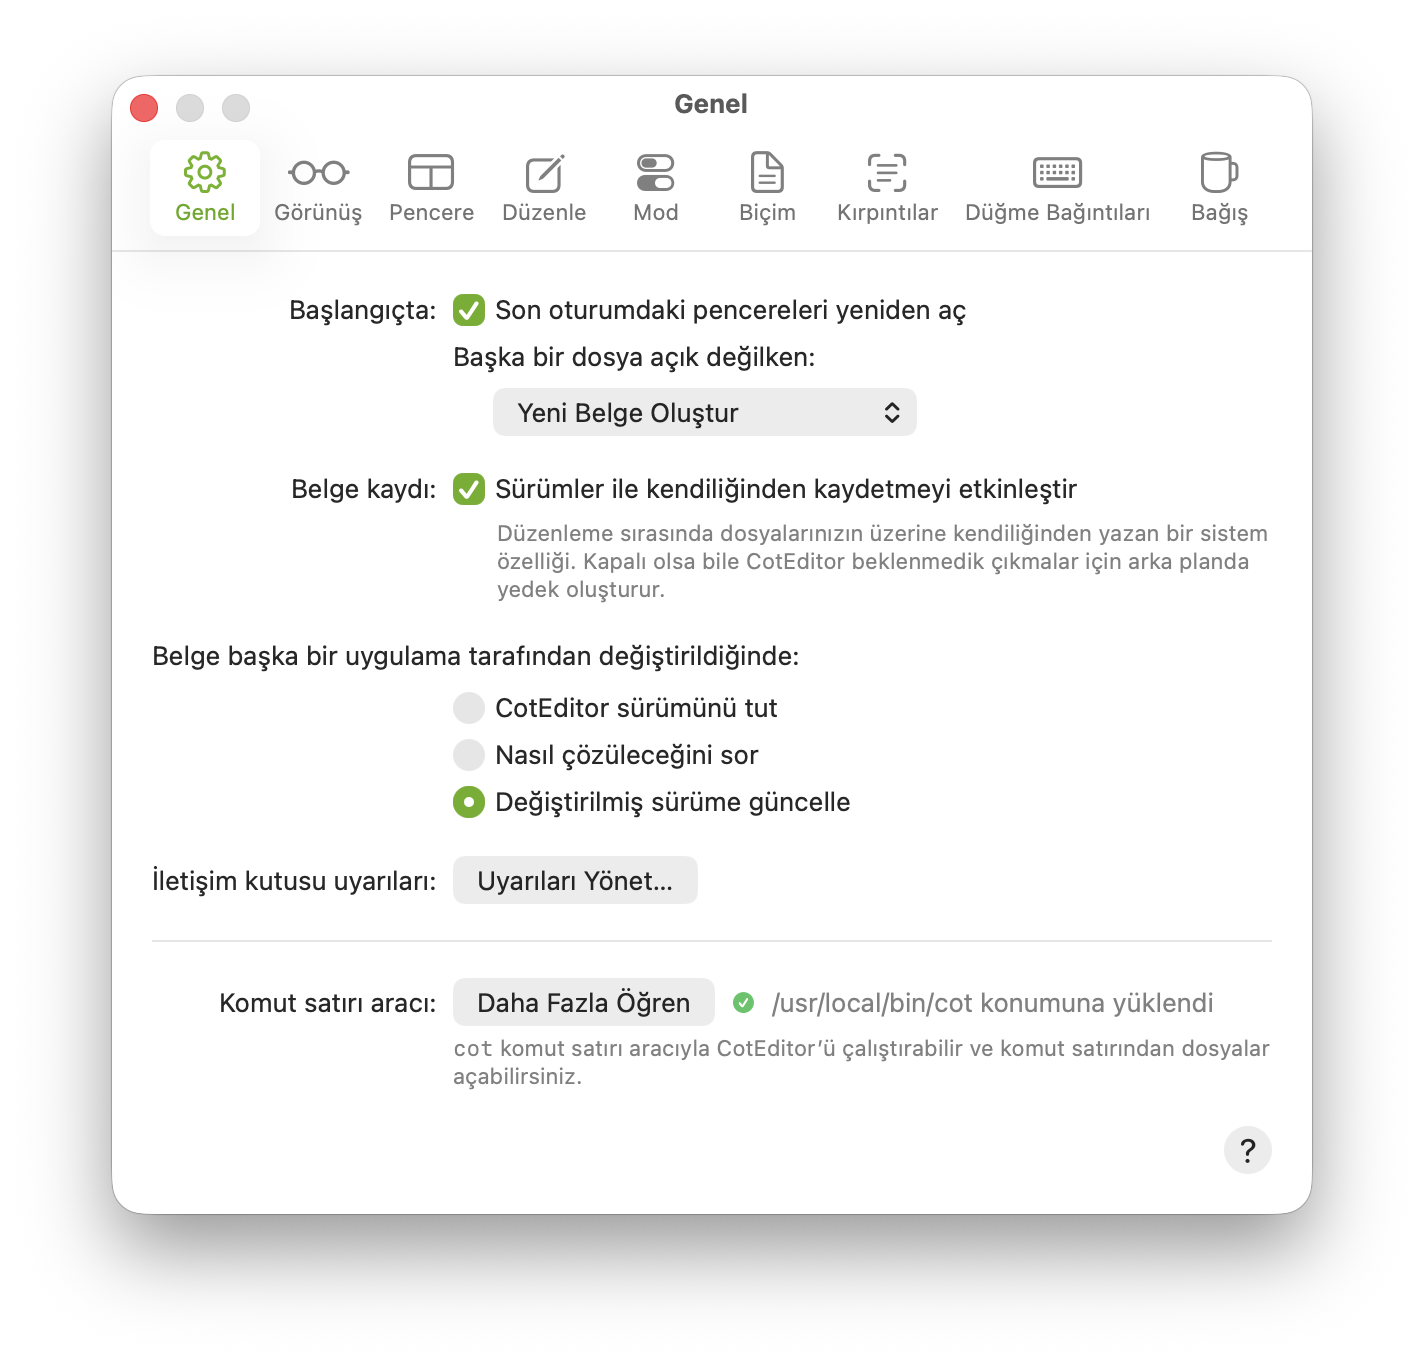 Genel
Genel
Görünüş
Pencere
Düzenle
Mod
Biçim
Kırpıntılar
Düğme Bağıntıları
Bağış
Başlangıçta:
Son oturumdaki pencereleri yeniden aç
Başka bir dosya açık değilken:
Yeni Belge Oluştur
Belge kaydı:
Sürümler ile kendiliğinden kaydetmeyi etkinleştir
Düzenleme sırasında dosyalarınızın üzerine kendiliğinden yazan bir sistem
özelliği. Kapalı olsa bile CotEditor beklenmedik çıkmalar için arka planda
yedek oluşturur.
Belge başka bir uygulama tarafından değiştirildiğinde:
CotEditor sürümünü tut
Nasıl çözüleceğini sor
Değiştirilmiş sürüme güncelle
İletişim kutusu uyarıları:
Uyarıları Yönet...
Komut satırı aracı:
Daha Fazla Öğren
/usr/local/bin/cot konumuna yüklendi
cot komut satırı aracıyla CotEditor’ü çalıştırabilir ve komut satırından dosyalar
açabilirsiniz.
?